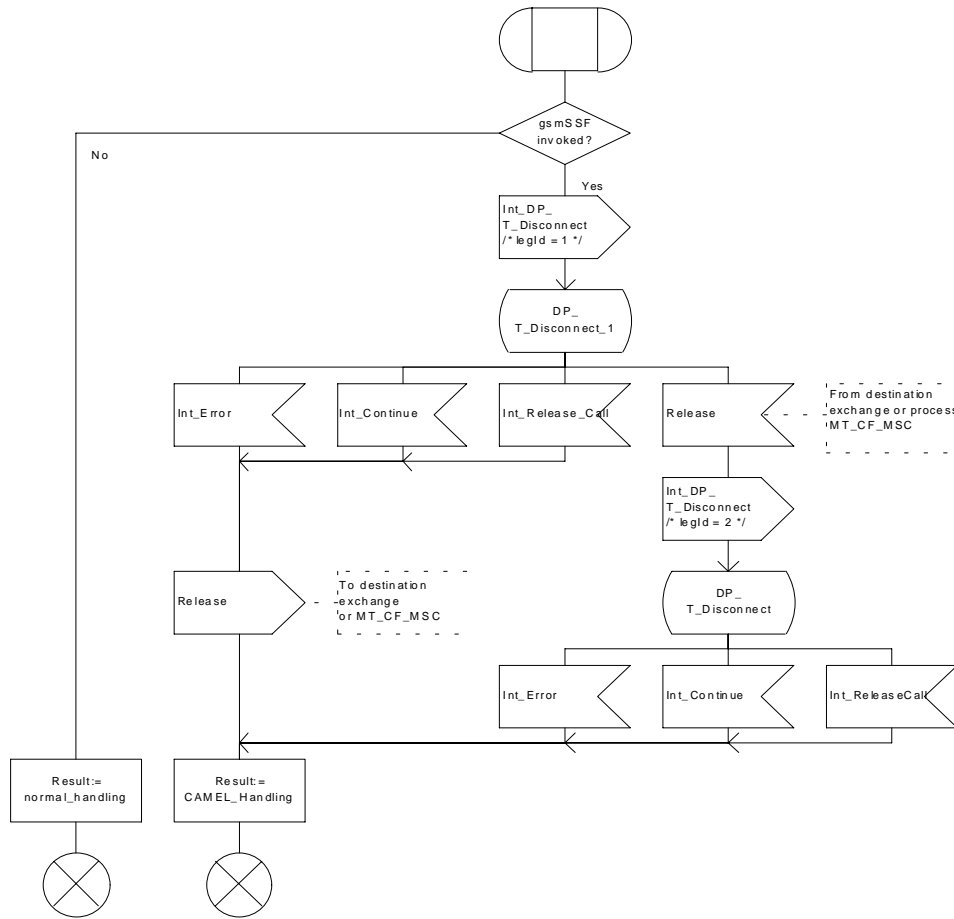 gsmSSF
invoked?
No
Yes
Int_DP_
T_Disconnect
/* legId = 1 */
DP_
T_Disconnect_1
Int_Error
Int_Continue
Int_Release_Call
Release
From destination
exchange or process
MT_CF_MSC
Int_DP_
T_Disconnect
/* legId = 2 */
Release
To destination
exchange
or MT_CF_MSC
DP_
T_Disconnect
Int_Error
Int_Continue
Int_ReleaseCall
Result:=
normal_handling
Result:=
CAMEL_Handling